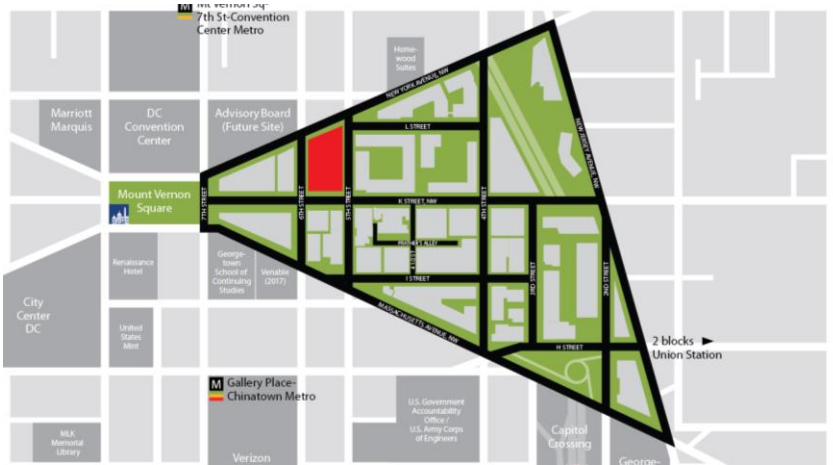 Mt Vernon Sq-
7th St-Convention
Center Metro
Home-
wood
Suites
NEW YORK AVENUE, NW
Marriott
Marquis
DC
Convention
Center
Advisory Board
(Future Site)
L STREET
NEW JERSEY AVENUE, NW
Mount Vernon
Square
7TH STREET
6TH STREET
5TH STREET
4TH STREET
K STREET, NW
PRATHER'S ALLEY
Renaissance
Hotel
George-
town
School of
Continuing
Studies
Venable
(2017)
I STREET
3RD STREET
2ND STREET
City
Center
DC
United
States
Mint
MASSACHUSETTS AVENUE, NW
H STREET
2 blocks
Union Station
M Gallery Place-
Chinatown Metro
U.S. Government
Accountability
Office /
U.S. Army Corps
of Engineers
Capitol
Crossing
MLK
Memorial
Library
Verizon
George-